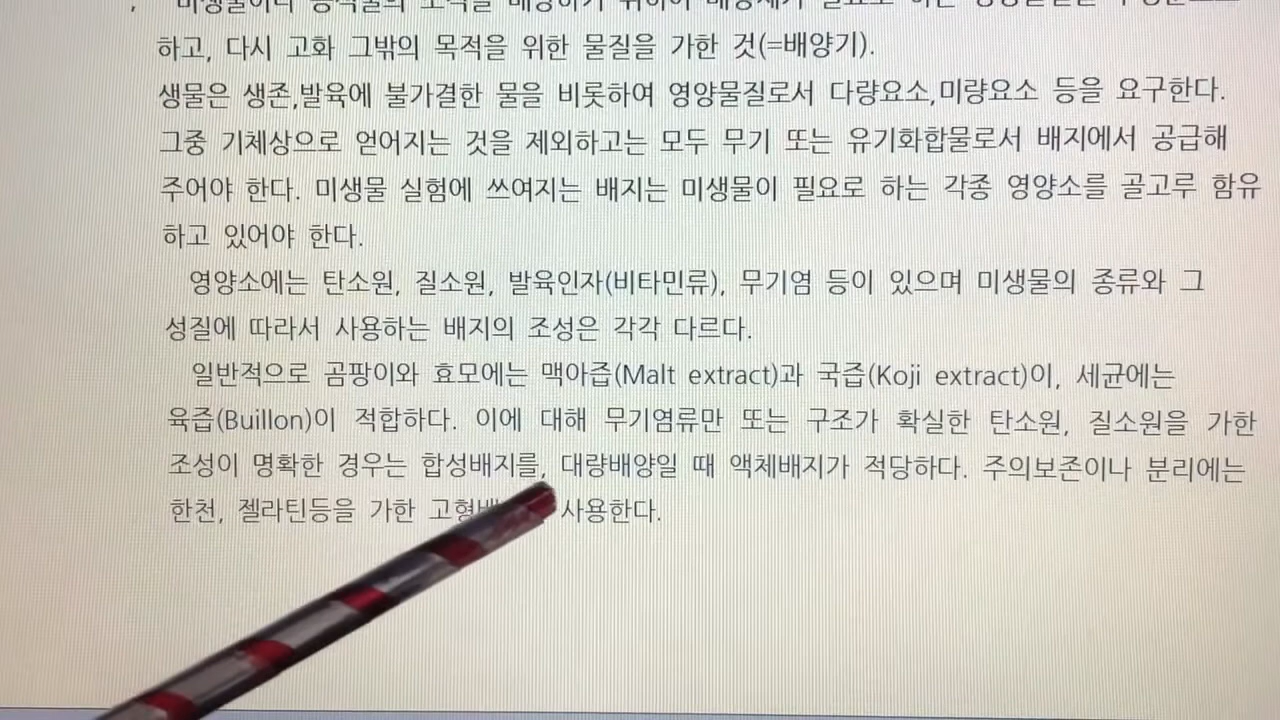 하고, 다시 고화 그밖의 목적을 위한 물질을 가한 것(=배양기).
생물은 생존,발육에 불가결한 물을 비롯하여 영양물질로서 다량요소,미량요소 등을 요구한다.
그중 기체상으로 얻어지는 것을 제외하고는 모두 무기 또는 유기화합물로서 배지에서 공급해
주어야 한다. 미생물 실험에 쓰여지는 배지는 미생물이 필요로 하는 각종 영양소를 골고루 함유
하고 있어야 한다.
영양소에는 탄소원, 질소원, 발육인자(비타민류), 무기염 등이 있으며 미생물의 종류와 그
성질에 따라서 사용하는 배지의 조성은 각각 다르다.
일반적으로 곰팡이와 효모에는 맥아즙(Malt extract)과 국즙(Koji extract)이, 세균에는
육즙(Buillon)이 적합하다. 이에 대해 무기염류만 또는 구조가 확실한 탄소원, 질소원을 가한
조성이 명확한 경우는 합성배지를, 대량배양일 때 액체배지가 적당하다. 주의보존이나 분리에는
한천, 젤라틴등을 가한 사용한다.